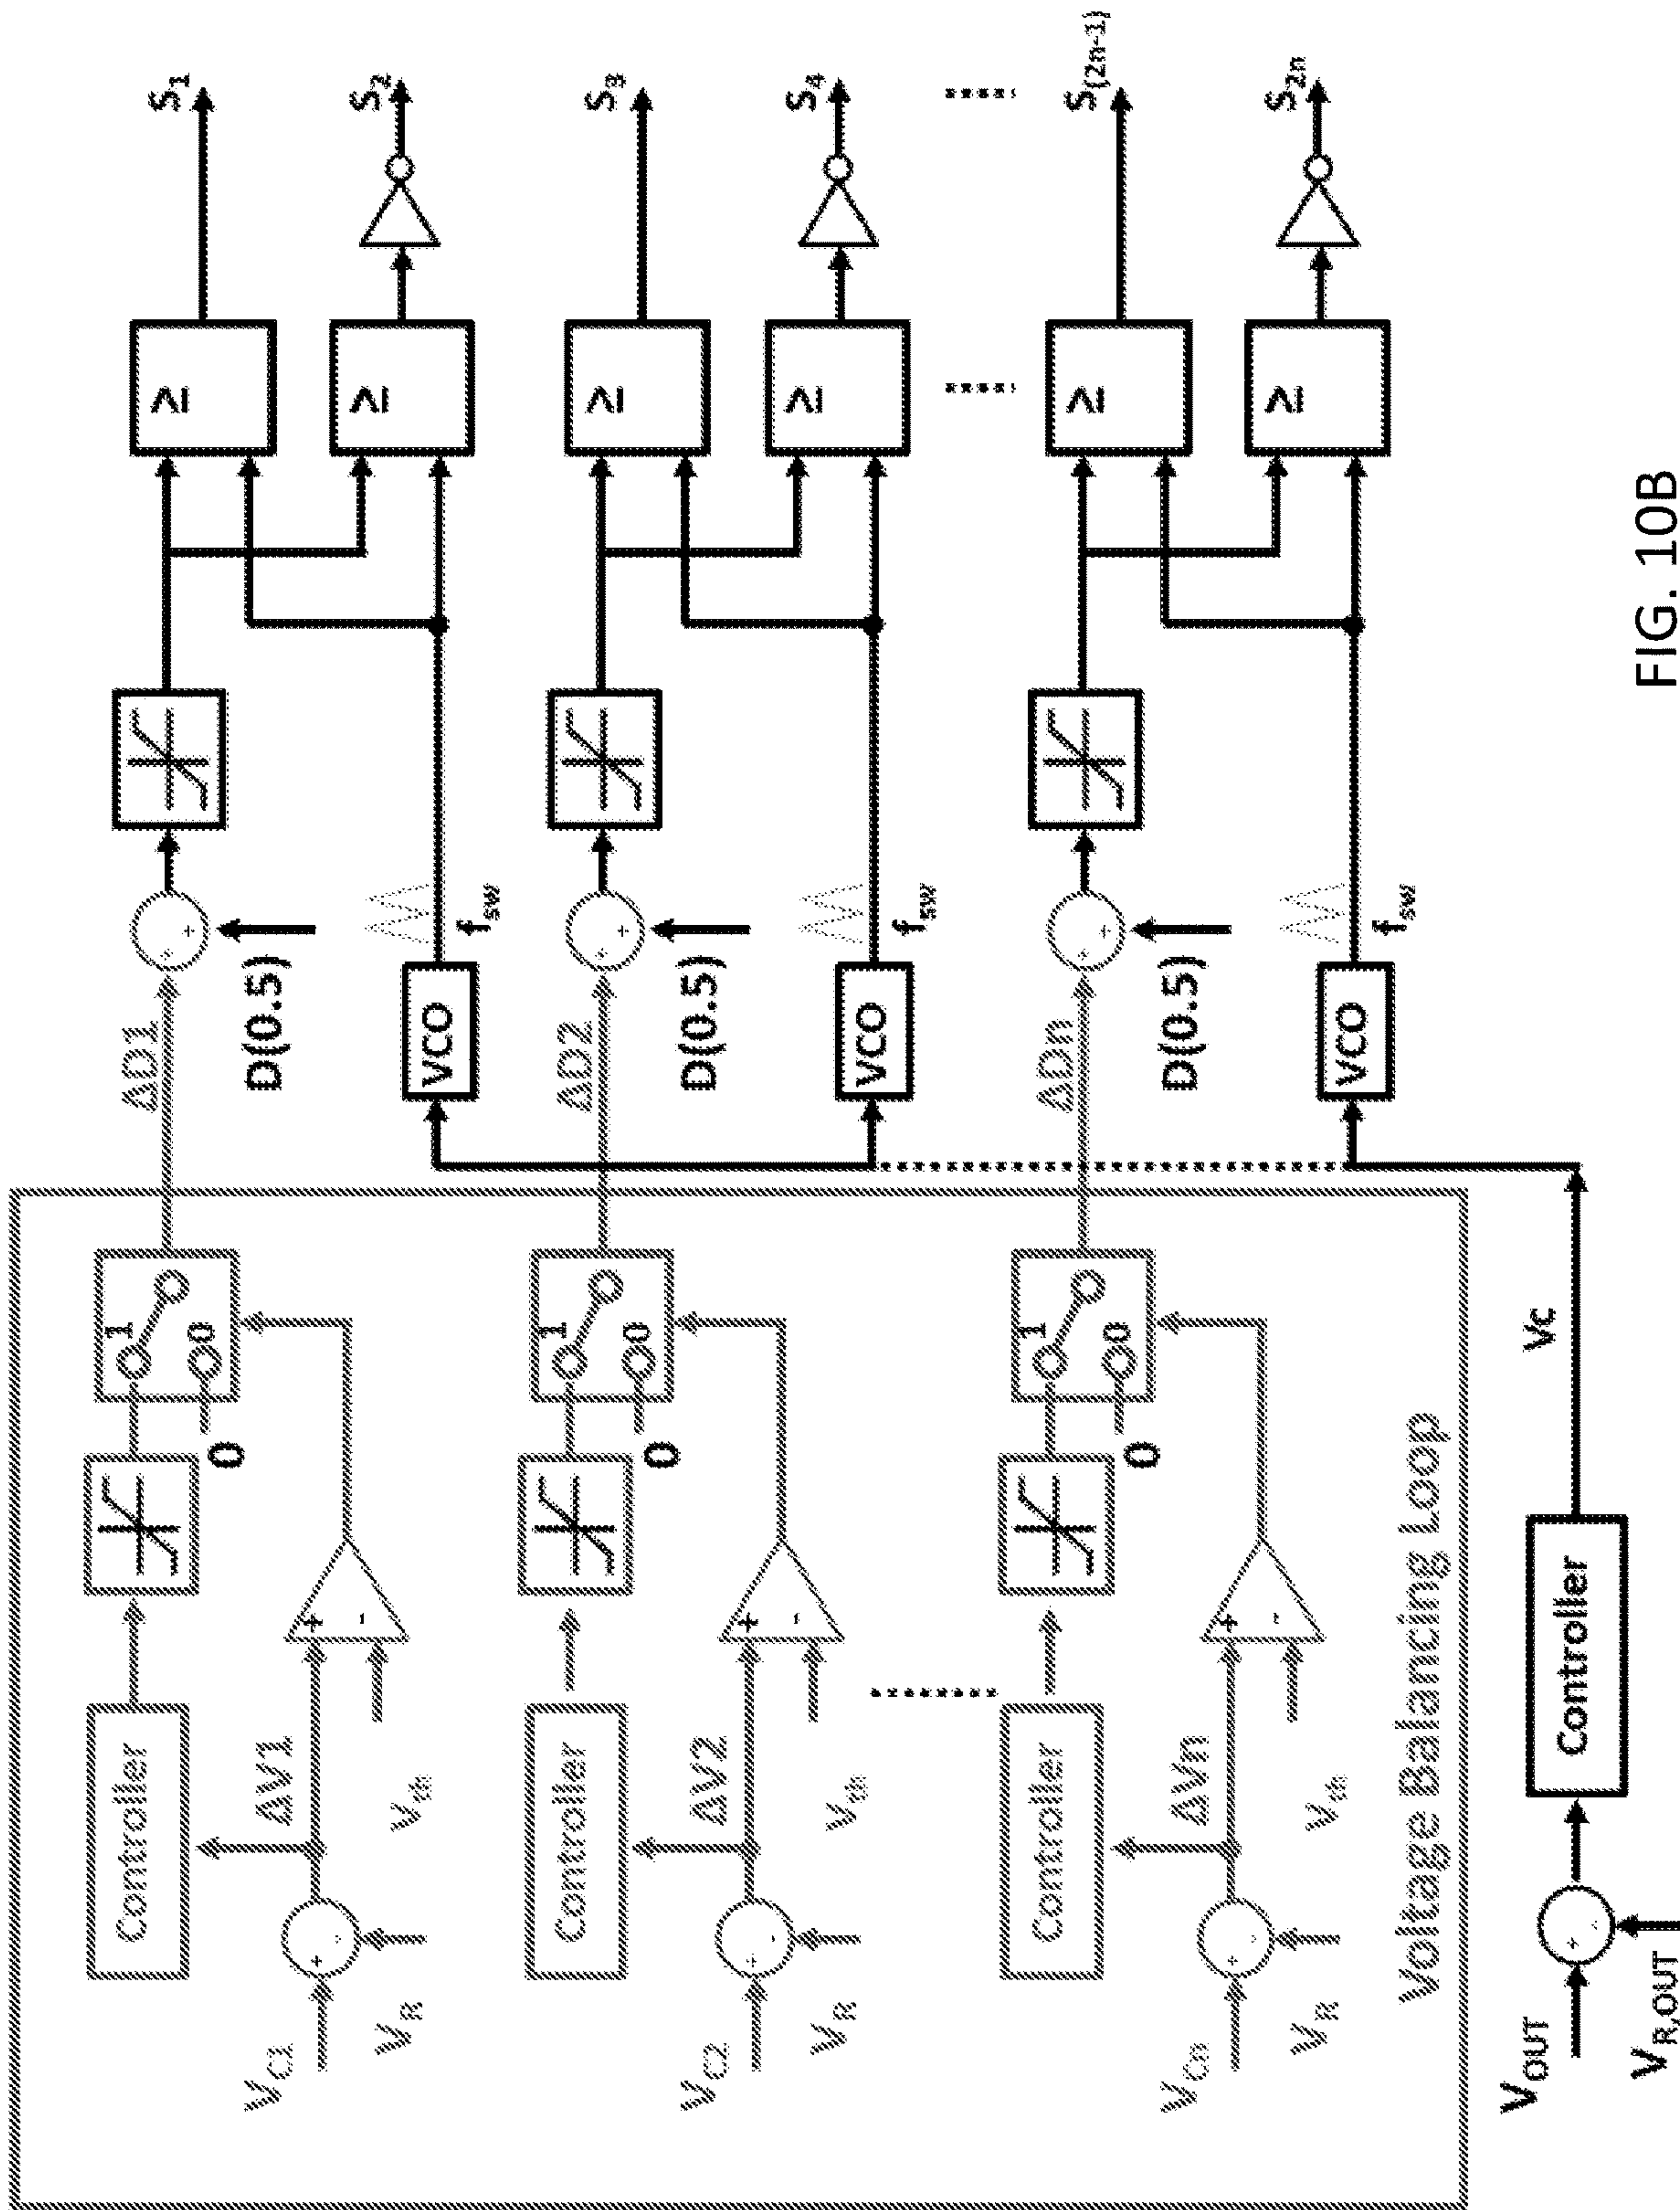 Controller
1
0
0
ΔD1
D(0.5)
VCO
fsw
≥
≥
S1
S2
VC1
VR
ΔV1
Vth
+
-
+
-
+
+
Controller
1
0
0
ΔD2
D(0.5)
VCO
fsw
≥
≥
S3
S4
VC2
VR
ΔV2
Vth
+
-
+
-
+
+
Controller
1
0
0
ΔDn
D(0.5)
VCO
fsw
≥
≥
S(2n-1)
S2n
VCn
VR
ΔVn
Vth
+
-
+
-
+
+
Voltage Balancing Loop
VOUT
VR,OUT
+
-
Controller
Vc
FIG. 10B